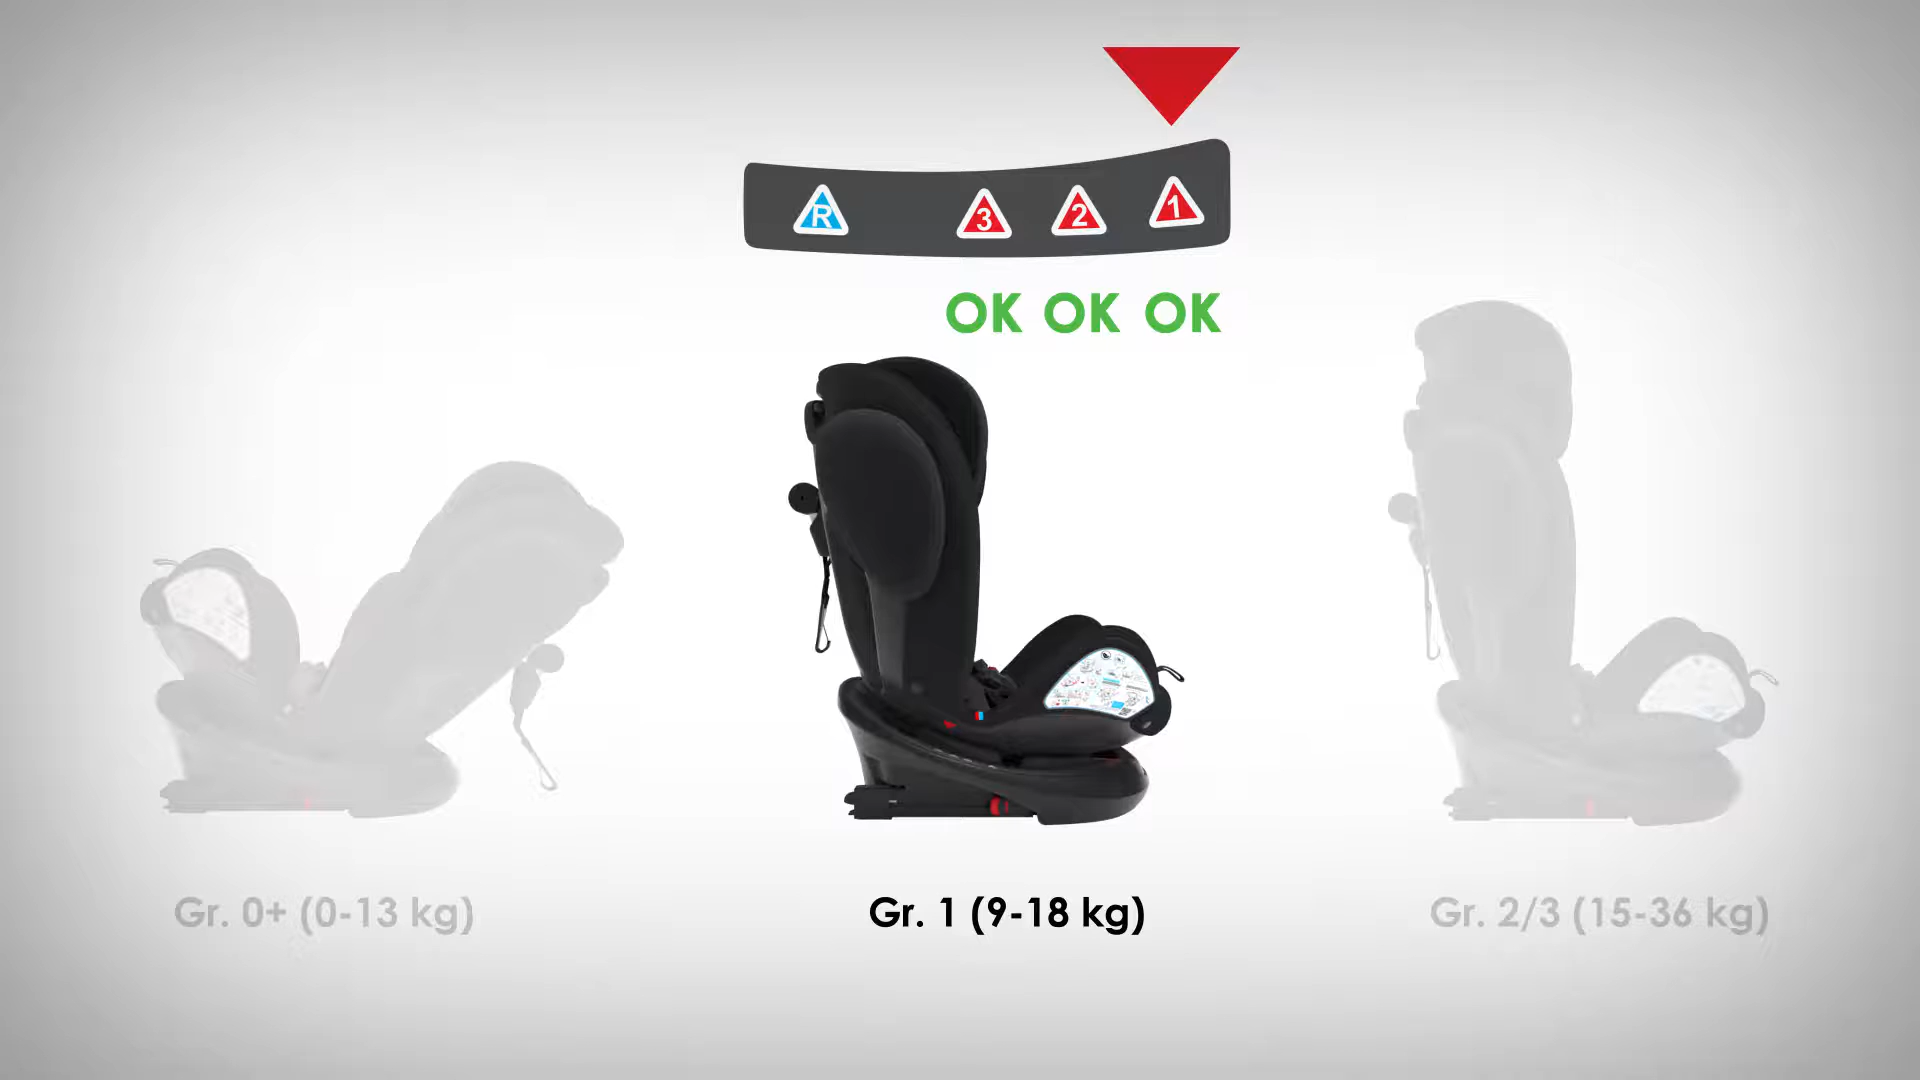 R 3 2 1
OK OK OK
Gr. 0+ (0-13 kg)
Gr. 1 (9-18 kg)
Gr. 2/3 (15-36 kg)